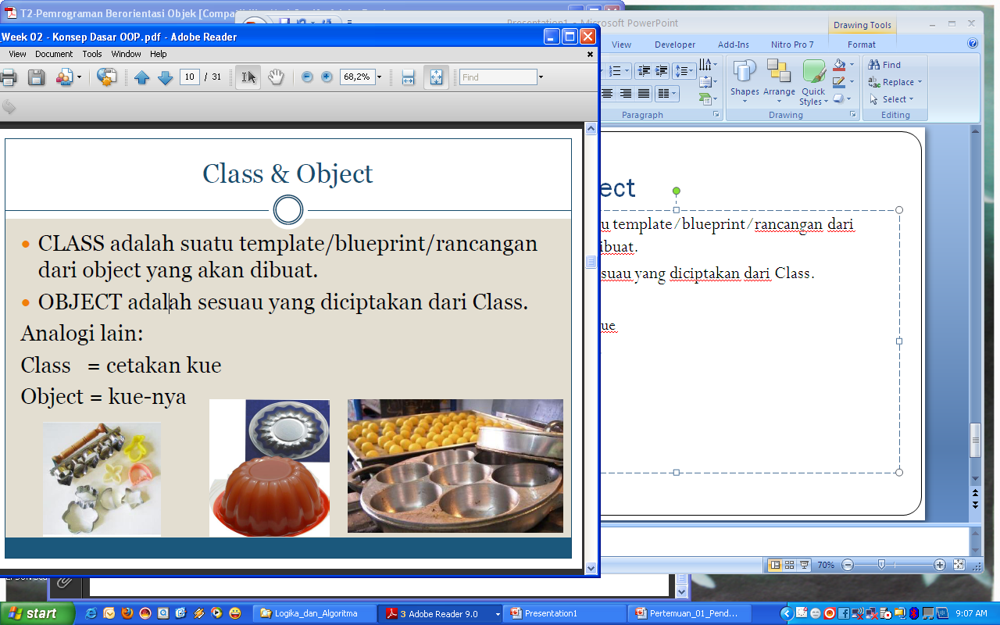 T2-Pemrograman Berorientasi Objek [Compa
Presentation1 - Microsoft PowerPoint
Drawing Tools
Week 02 - Konsep Dasar OOP.pdf - Adobe Reader
View Document Tools Window Help
View Developer Add-Ins Nitro Pro 7 Format
10 / 31
68,2%
Find
Shapes
Arrange
Quick
Styles
Find
Replace
Select
Paragraph
Drawing
Editing
Class & Object
• CLASS adalah suatu template/blueprint/rancangan
dari object yang akan dibuat.
• OBJECT adalah sesuau yang diciptakan dari Class.
Analogi lain:
Class = cetakan kue
Object = kue-nya
ect
u template/blueprint/rancangan dari
ibuat.
suau yang diciptakan dari Class.
ue
70%
start
Logika_dan_Algoritma
3 Adobe Reader 9.0
Presentation1
Pertemuan_01_Pend...
9:07 AM